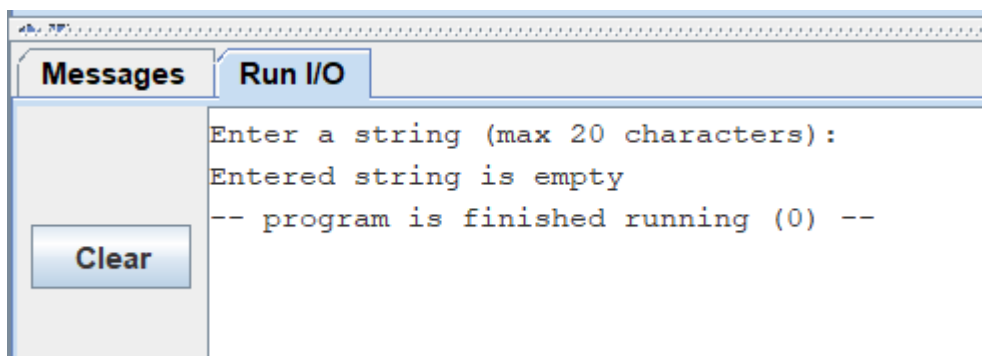 Messages Run I/O
Enter a string (max 20 characters):
Entered string is empty
-- program is finished running (0) --
Clear